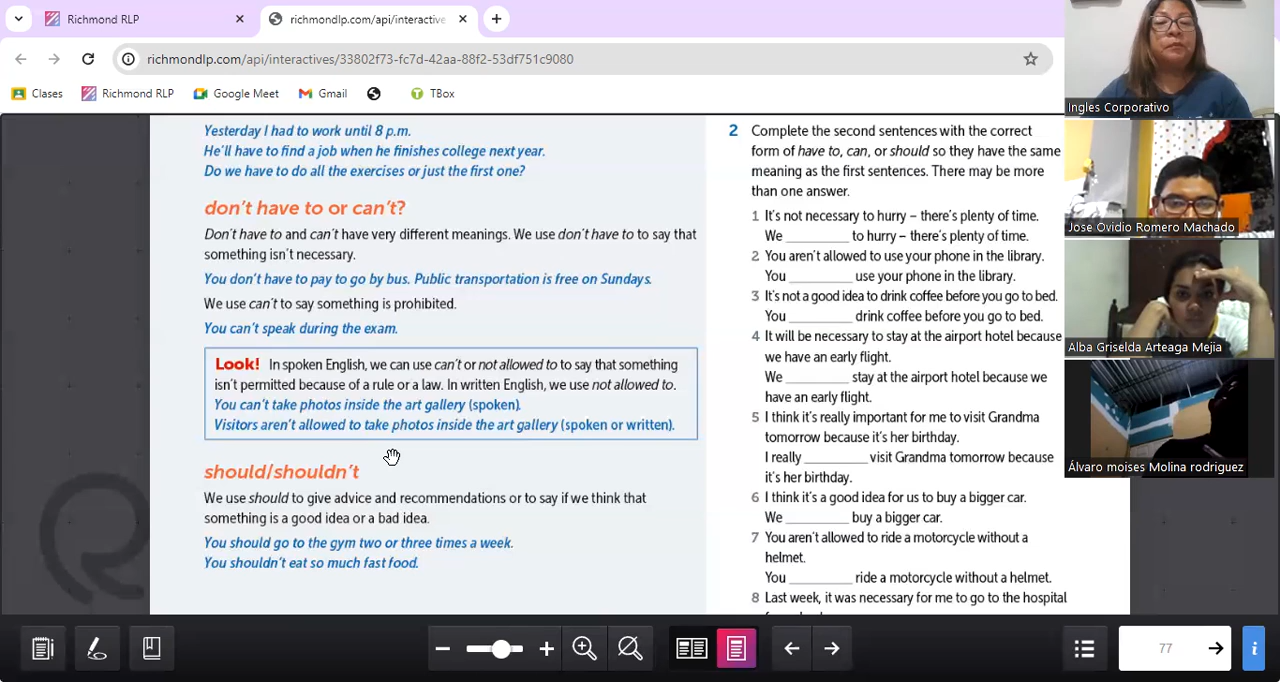 Richmond RLP
richmondlp.com/api/interactive
richmondlp.com/api/interactives/33802f73-fc7d-42aa-88f2-53df751c9080
Clases
Richmond RLP
Google Meet
Gmail
TBox
Yesterday I had to work until 8 p.m.
He'll have to find a job when he finishes college next year.
Do we have to do all the exercises or just the first one?
don't have to or can't?
Don't have to and can't have very different meanings. We use don't have to to say that
something isn't necessary.
You don't have to pay to go by bus. Public transportation is free on Sundays.
We use can't to say something is prohibited.
You can't speak during the exam.
Look! In spoken English, we can use can't or not allowed to to say that something
isn't permitted because of a rule or a law. In written English, we use not allowed to.
You can't take photos inside the art gallery (spoken).
Visitors aren't allowed to take photos inside the art gallery (spoken or written).
should/shouldn't
We use should to give advice and recommendations or to say if we think that
something is a good idea or a bad idea.
You should go to the gym two or three times a week.
You shouldn't eat so much fast food.
2 Complete the second sentences with the correct
form of have to, can, or should so they have the same
meaning as the first sentences. There may be more
than one answer.
1 It's not necessary to hurry – there's plenty of time.
We ________ to hurry – there's plenty of time.
2 You aren't allowed to use your phone in the library.
You ________ use your phone in the library.
3 It's not a good idea to drink coffee before you go to bed.
You ________ drink coffee before you go to bed.
4 It will be necessary to stay at the airport hotel because
we have an early flight.
We ________ stay at the airport hotel because we
have an early flight.
5 I think it's really important for me to visit Grandma
tomorrow because it's her birthday.
I really ________ visit Grandma tomorrow because
it's her birthday.
6 I think it's a good idea for us to buy a bigger car.
We ________ buy a bigger car.
7 You aren't allowed to ride a motorcycle without a
helmet.
You ________ ride a motorcycle without a helmet.
8 Last week, it was necessary for me to go to the hospital
Ingles Corporativo
Jose Ovidio Romero Machado
Alba Griselda Arteaga Mejia
Álvaro moises Molina rodriguez
77
i